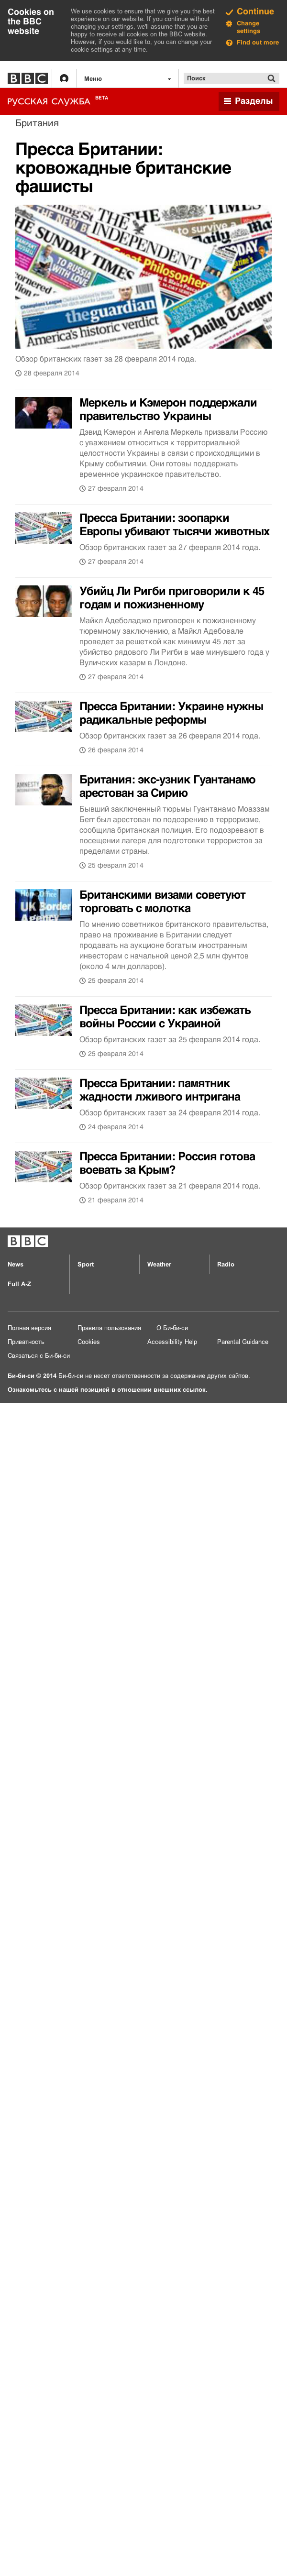 Cookies on
the BBC
website
We use cookies to ensure that we give you the best
experience on our website. If you continue without
changing your settings, we'll assume that you are
happy to receive all cookies on the BBC website.
However, if you would like to, you can change your
cookie settings at any time.
Continue
Change
settings
Find out more
BBC
Меню
Поиск
РУССКАЯ СЛУЖБА BETA
Разделы
Британия
Пресса Британии:
кровожадные британские
фашисты
THE INDEPENDENT
THE SUNDAY TIMES
Great Philosophers
to survive
theguardian
America's historic verdict
The Daily Telegraph
Обзор британских газет за 28 февраля 2014 года.
28 февраля 2014
Меркель и Кэмерон поддержали
правительство Украины
Дэвид Кэмерон и Ангела Меркель призвали Россию
с уважением относиться к территориальной
целостности Украины в связи с происходящими в
Крыму событиями. Они готовы поддержать
временное украинское правительство.
27 февраля 2014
Пресса Британии: зоопарки
Европы убивают тысячи животных
Обзор британских газет за 27 февраля 2014 года.
27 февраля 2014
Убийц Ли Ригби приговорили к 45
годам и пожизненному
Майкл Адеболаджо приговорен к пожизненному
тюремному заключению, а Майкл Адебовале
проведет за решеткой как минимум 45 лет за
убийство рядового Ли Ригби в мае минувшего года у
Вуличских казарм в Лондоне.
27 февраля 2014
Пресса Британии: Украине нужны
радикальные реформы
Обзор британских газет за 26 февраля 2014 года.
26 февраля 2014
AMNESTY
Британия: экс-узник Гуантанамо
арестован за Сирию
Бывший заключенный тюрьмы Гуантанамо Моаззам
Бегг был арестован по подозрению в терроризме,
сообщила британская полиция. Его подозревают в
посещении лагеря для подготовки террористов за
пределами страны.
25 февраля 2014
UK Border
Agency
Британскими визами советуют
торговать с молотка
По мнению советников британского правительства,
право на проживание в Британии следует
продавать на аукционе богатым иностранным
инвесторам с начальной ценой 2,5 млн фунтов
(около 4 млн долларов).
25 февраля 2014
Пресса Британии: как избежать
войны России с Украиной
Обзор британских газет за 25 февраля 2014 года.
25 февраля 2014
Пресса Британии: памятник
жадности лживого интригана
Обзор британских газет за 24 февраля 2014 года.
24 февраля 2014
Пресса Британии: Россия готова
воевать за Крым?
Обзор британских газет за 21 февраля 2014 года.
21 февраля 2014
BBC
News
Sport
Weather
Radio
Full A-Z
Полная версия
Правила пользования
О Би-би-си
Приватность
Cookies
Accessibility Help
Parental Guidance
Связаться с Би-би-си
Би-би-си © 2014 Би-би-си не несет ответственности за содержание других сайтов.
Ознакомьтесь с нашей позицией в отношении внешних ссылок.